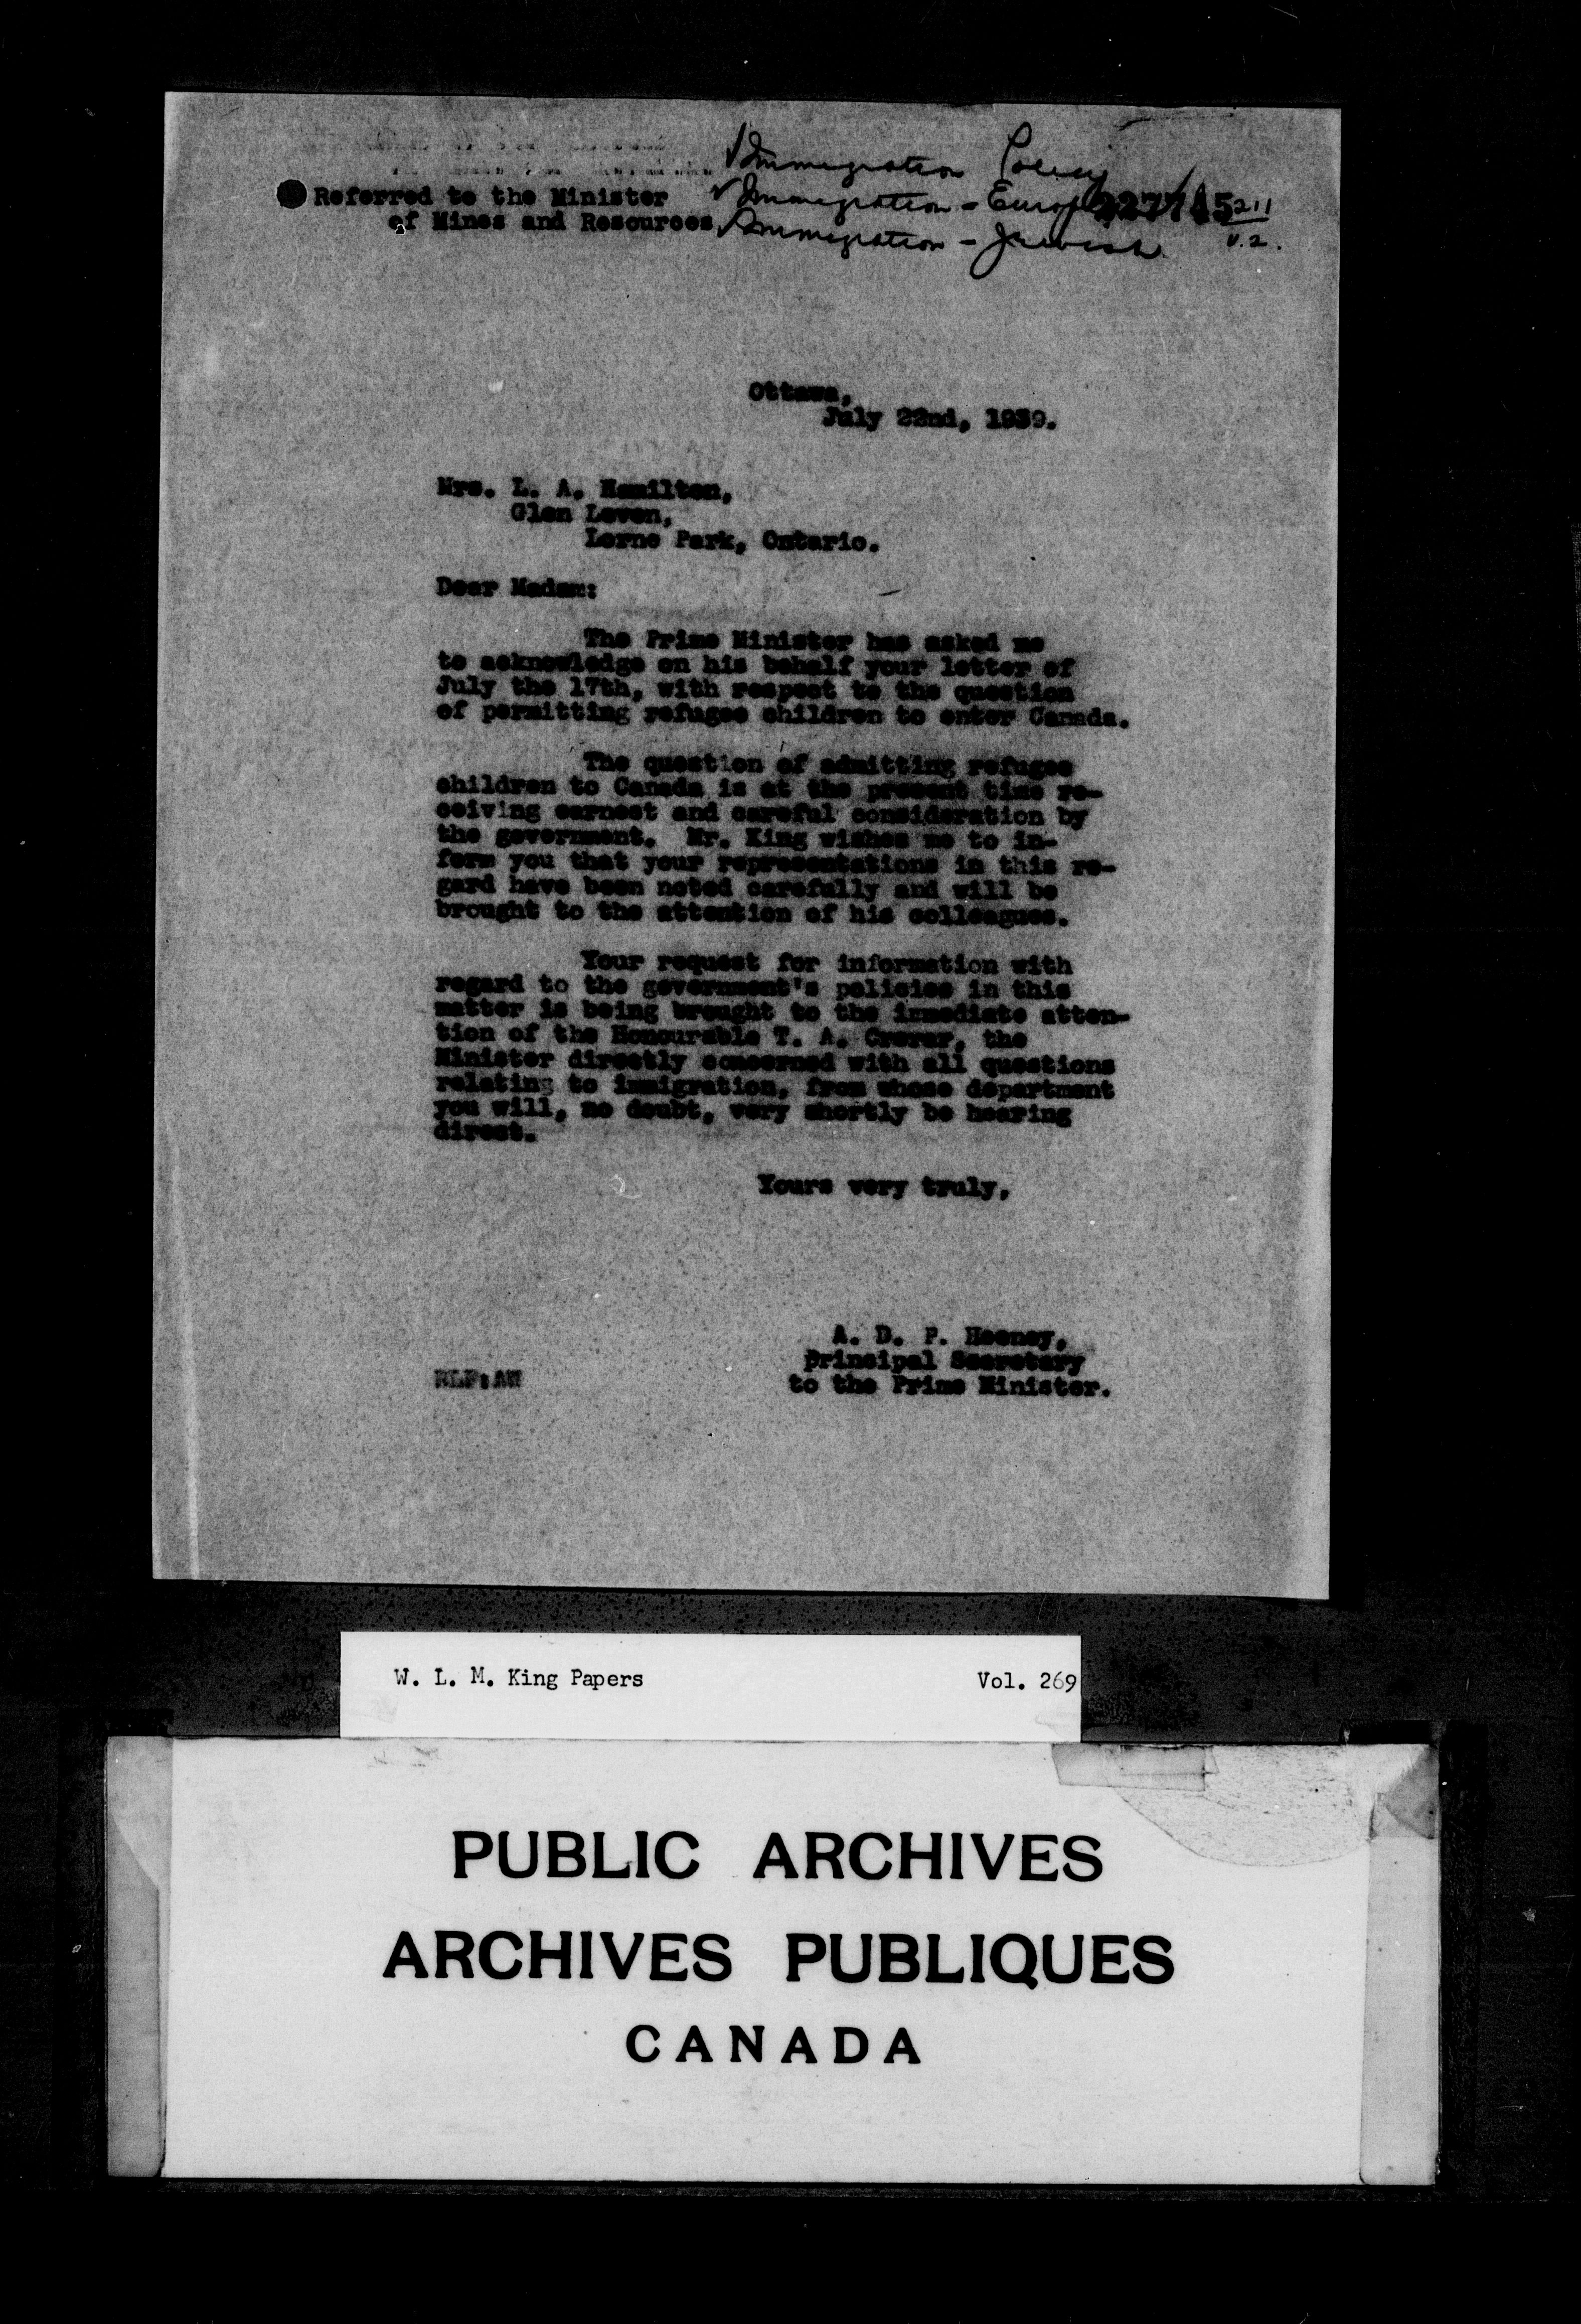 ✓Immigration Policy
Referred to the Minister
of Mines and Resources
✓Immigration - Europe
227745
211
v.2.
✓Immigration - Jewish
Ottawa,
July 22nd, 1939.
Mrs. L. A. Hamilton,
Glen Leven,
Lorne Park, Ontario.
Dear Madam:
The Prime Minister has asked me
to acknowledge on his behalf your letter of
July the 17th, with respect to the question
of permitting refugee children to enter Canada.
The question of admitting refugee
children to Canada is at the present time re-
ceiving earnest and careful consideration by
the government. Mr. King wishes me to in-
form you that your representations in this re-
gard have been noted carefully and will be
brought to the attention of his colleagues.
Your request for information with
regard to the government's policies in this
matter is being brought to the immediate atten-
tion of the Honourable T. A. Crerar, the
Minister directly concerned with all questions
relating to immigration, from whose department
you will, no doubt, very shortly be hearing
direct.
Yours very truly,
A. D. P. Heeney,
Principal Secretary
to the Prime Minister.
RLP:AW
W. L. M. King Papers
Vol. 269
PUBLIC ARCHIVES
ARCHIVES PUBLIQUES
CANADA